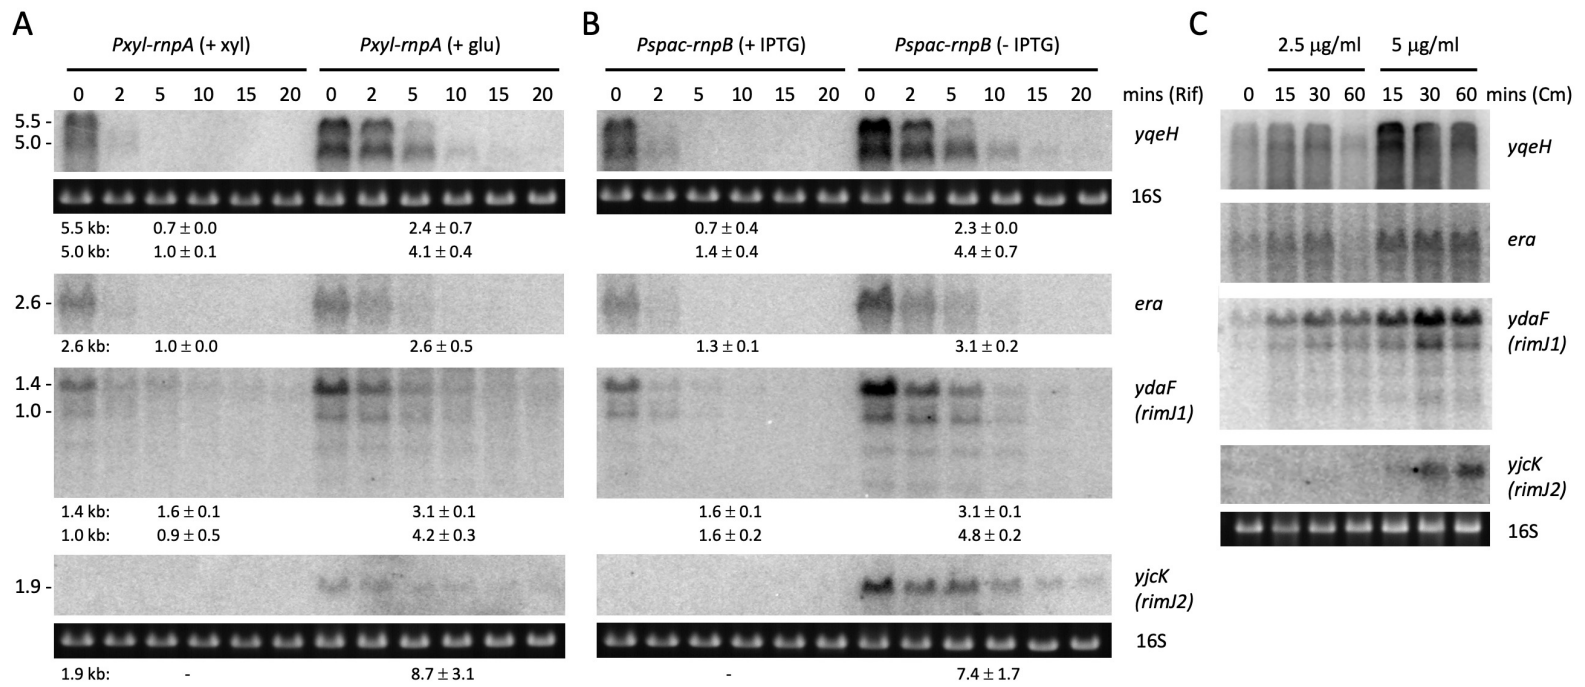 A B C
Pxyl-rnpA (+ xyl) Pxyl-rnpA (+ glu) Pspac-rnpB (+ IPTG) Pspac-rnpB (- IPTG) 2.5 µg/ml 5 µg/ml
0 2 5 10 15 20 0 2 5 10 15 20 0 2 5 10 15 20 0 2 5 10 15 20 mins (Rif) 0 15 30 60 15 30 60 mins (Cm)
5.5 - yqeH yqeH
5.0 -
16S
5.5 kb: 0.7 ± 0.0 2.4 ± 0.7 0.7 ± 0.4 2.3 ± 0.0
5.0 kb: 1.0 ± 0.1 4.1 ± 0.4 1.4 ± 0.4 4.4 ± 0.7 era
2.6 - era
2.6 kb: 1.0 ± 0.0 2.6 ± 0.5 1.3 ± 0.1 3.1 ± 0.2 ydaF
(rimJ1)
1.4 - ydaF
1.0 - (rimJ1)
yjcK
(rimJ2)
1.4 kb: 1.6 ± 0.1 3.1 ± 0.1 1.6 ± 0.1 3.1 ± 0.1
1.0 kb: 0.9 ± 0.5 4.2 ± 0.3 1.6 ± 0.2 4.8 ± 0.2 16S
1.9 - yjcK
(rimJ2)
16S
1.9 kb: - 8.7 ± 3.1 - 7.4 ± 1.7